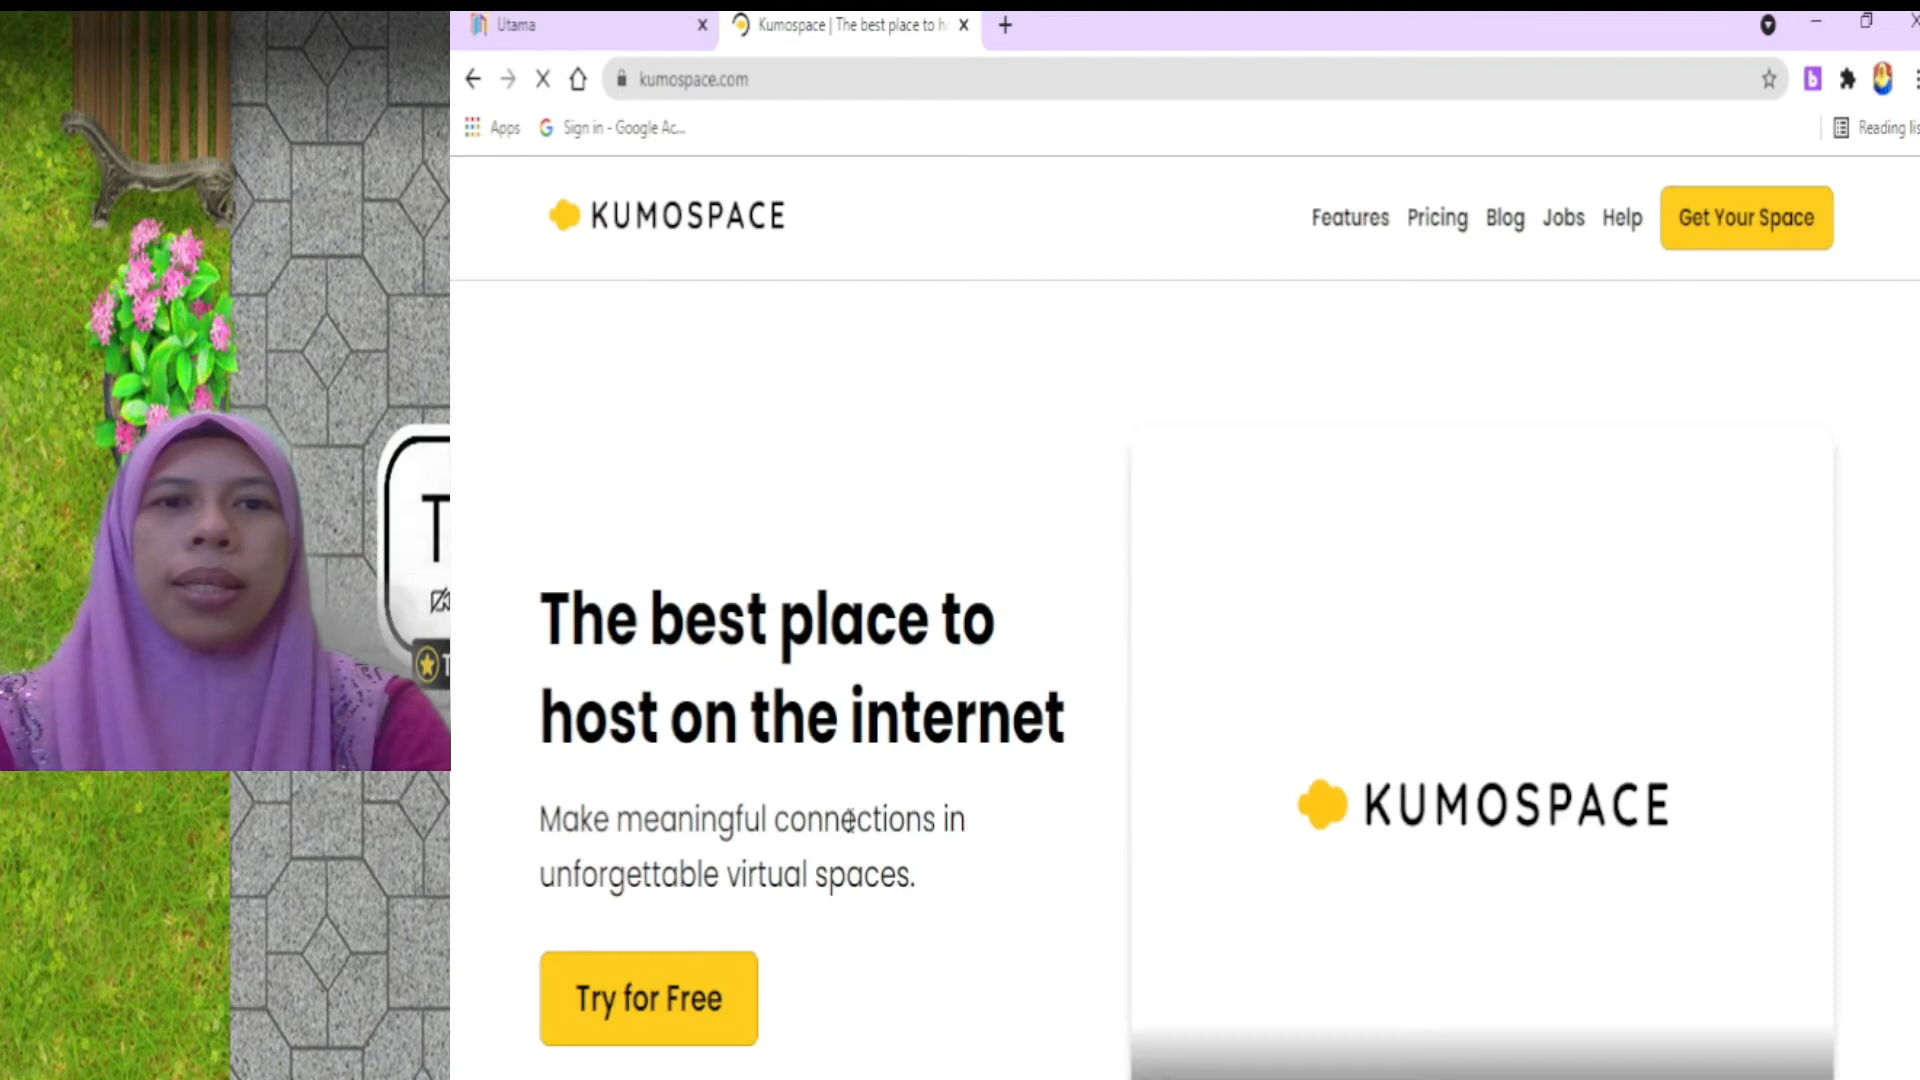 Utama
Kumospace | The best place to h
kumospace.com
Apps
Sign in - Google Ac...
Reading lis
KUMOSPACE
Features
Pricing
Blog
Jobs
Help
Get Your Space
The best place to
host on the internet
Make meaningful connections in
unforgettable virtual spaces.
Try for Free
KUMOSPACE
T
T